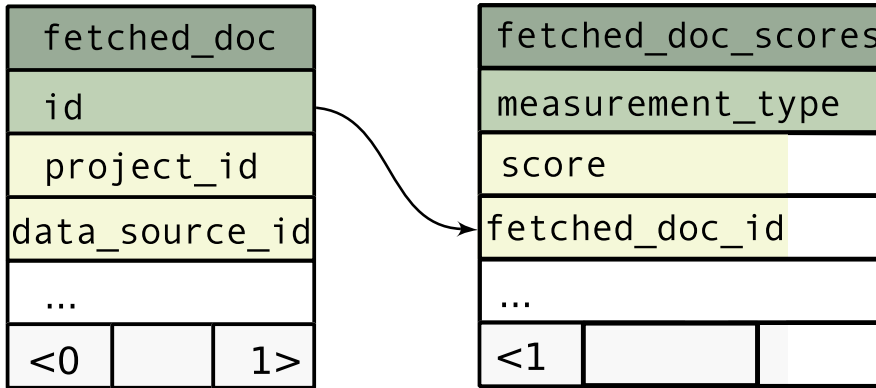 fetched_doc
id
project_id
data_source_id
...
<0 1>
fetched_doc_scores
measurement_type
score
fetched_doc_id
...
<1